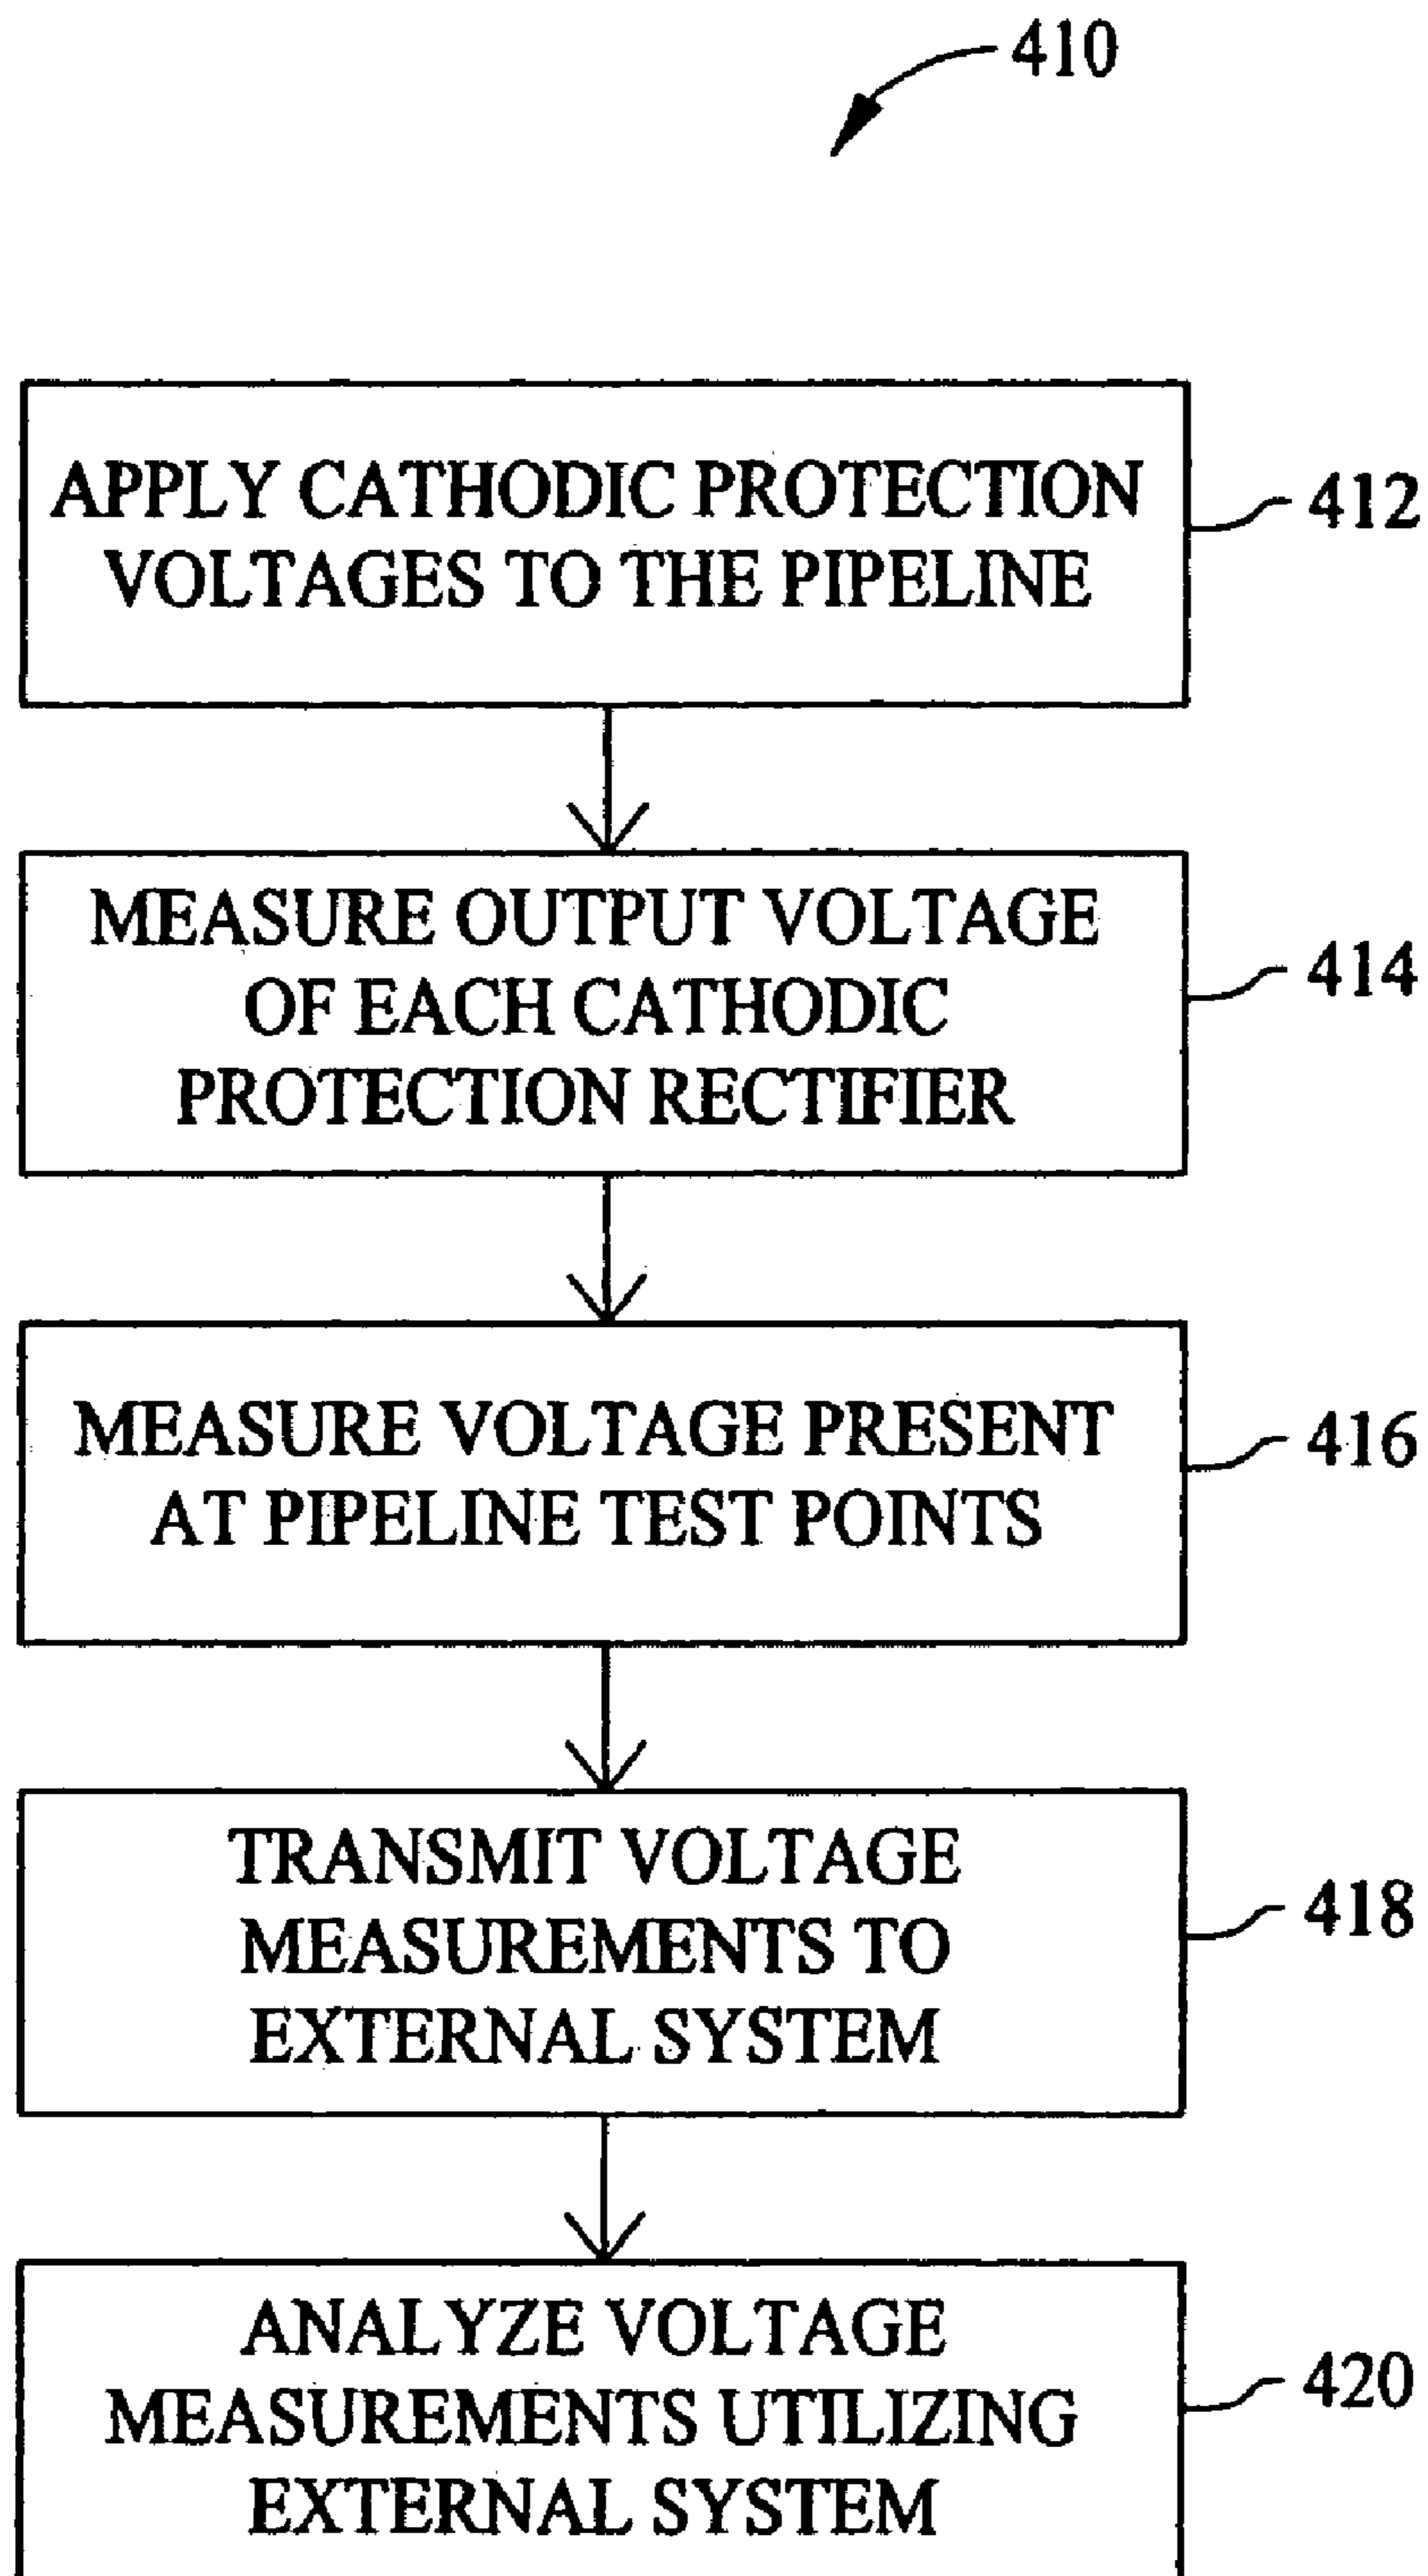 410
APPLY CATHODIC PROTECTION
VOLTAGES TO THE PIPELINE
412
MEASURE OUTPUT VOLTAGE
OF EACH CATHODIC
PROTECTION RECTIFIER
414
MEASURE VOLTAGE PRESENT
AT PIPELINE TEST POINTS
416
TRANSMIT VOLTAGE
MEASUREMENTS TO
EXTERNAL SYSTEM
418
ANALYZE VOLTAGE
MEASUREMENTS UTILIZING
EXTERNAL SYSTEM
420